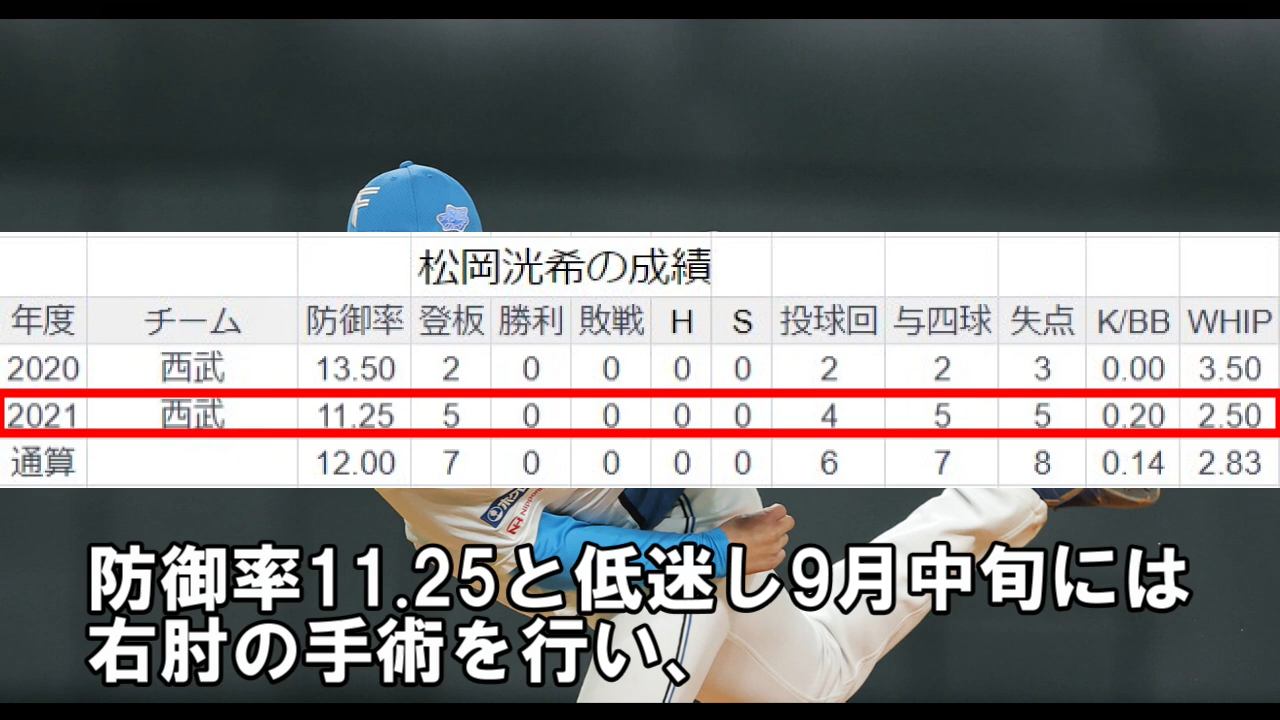 F
松岡洸希の成績
年度 チーム 防御率 登板 勝利 敗戦 H S 投球回 与四球 失点 K/BB WHIP
2020 西武 13.50 2 0 0 0 0 2 2 3 0.00 3.50
2021 西武 11.25 5 0 0 0 0 4 5 5 0.20 2.50
通算 12.00 7 0 0 0 0 6 7 8 0.14 2.83
防御率11.25と低迷し9月中旬には
右肘の手術を行い、